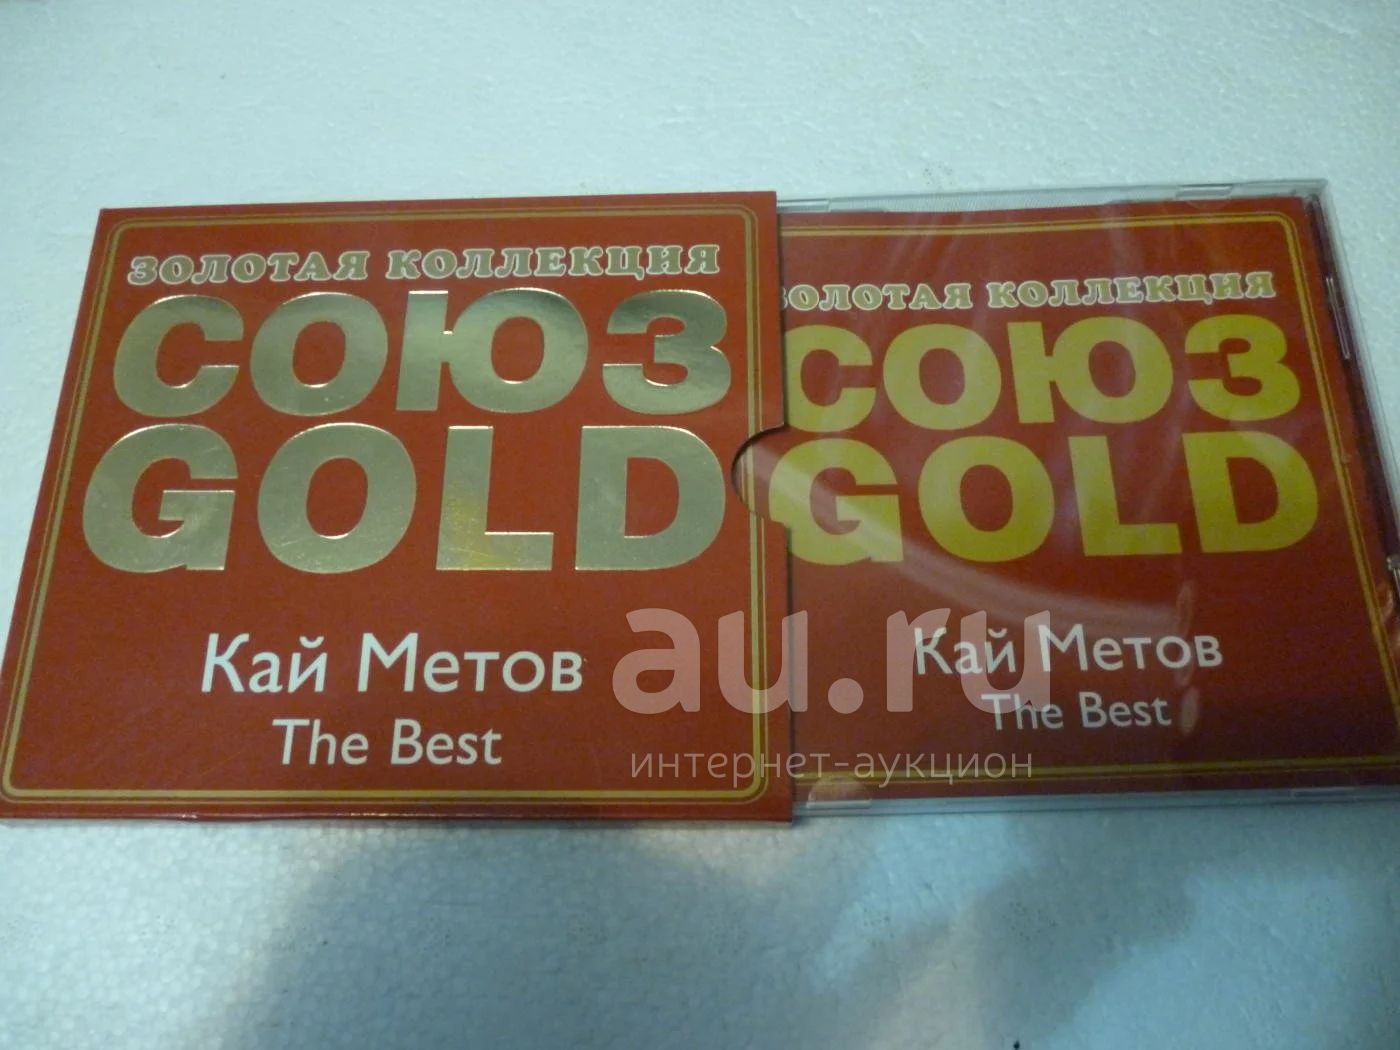 ЗОЛОТАЯ КОЛЛЕКЦИЯ
СОЮЗ
GOLD
Кай Метов
The Best
ЗОЛОТАЯ КОЛЛЕКЦИЯ
СОЮЗ
GOLD
Кай Метов
The Best
au.ru
интернет-аукцион